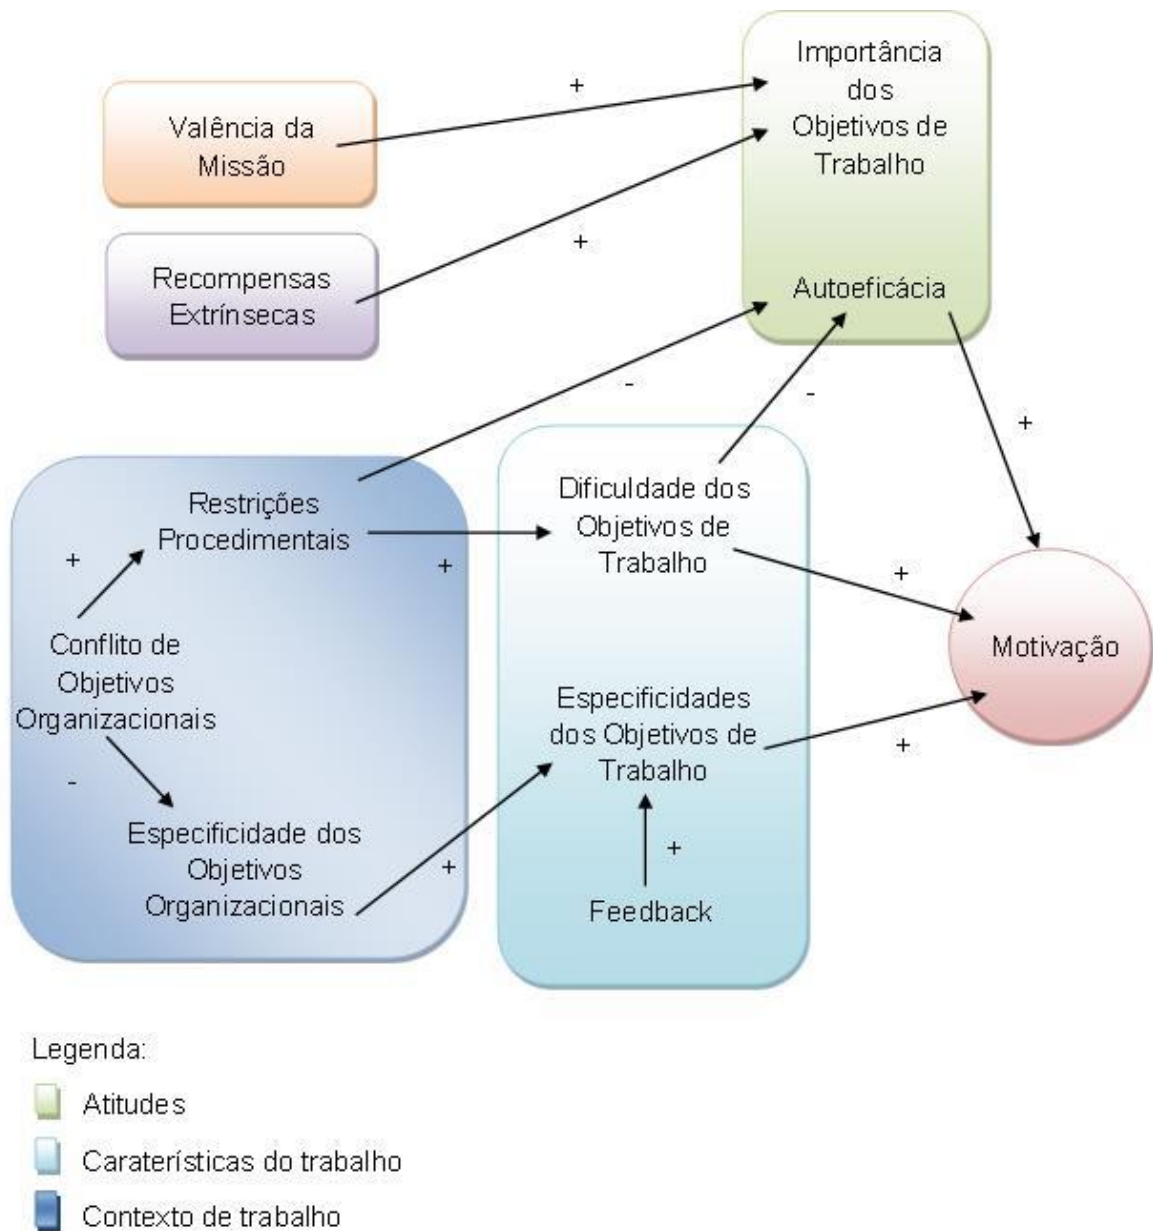 Importância
dos
Objetivos de
Trabalho
Autoeficácia
+
Valência da
Missão
+
Recompensas
Extrínsecas
-
-
+
Restrições
Procedimentais
+
+
Conflito de
Objetivos
Organizacionais
-
Especificidade dos
Objetivos
Organizacionais
+
Dificuldade dos
Objetivos de
Trabalho
+
Especificidades
dos Objetivos de
Trabalho
+
+
Feedback
Motivação
Legenda:
Atitudes
Caraterísticas do trabalho
Contexto de trabalho